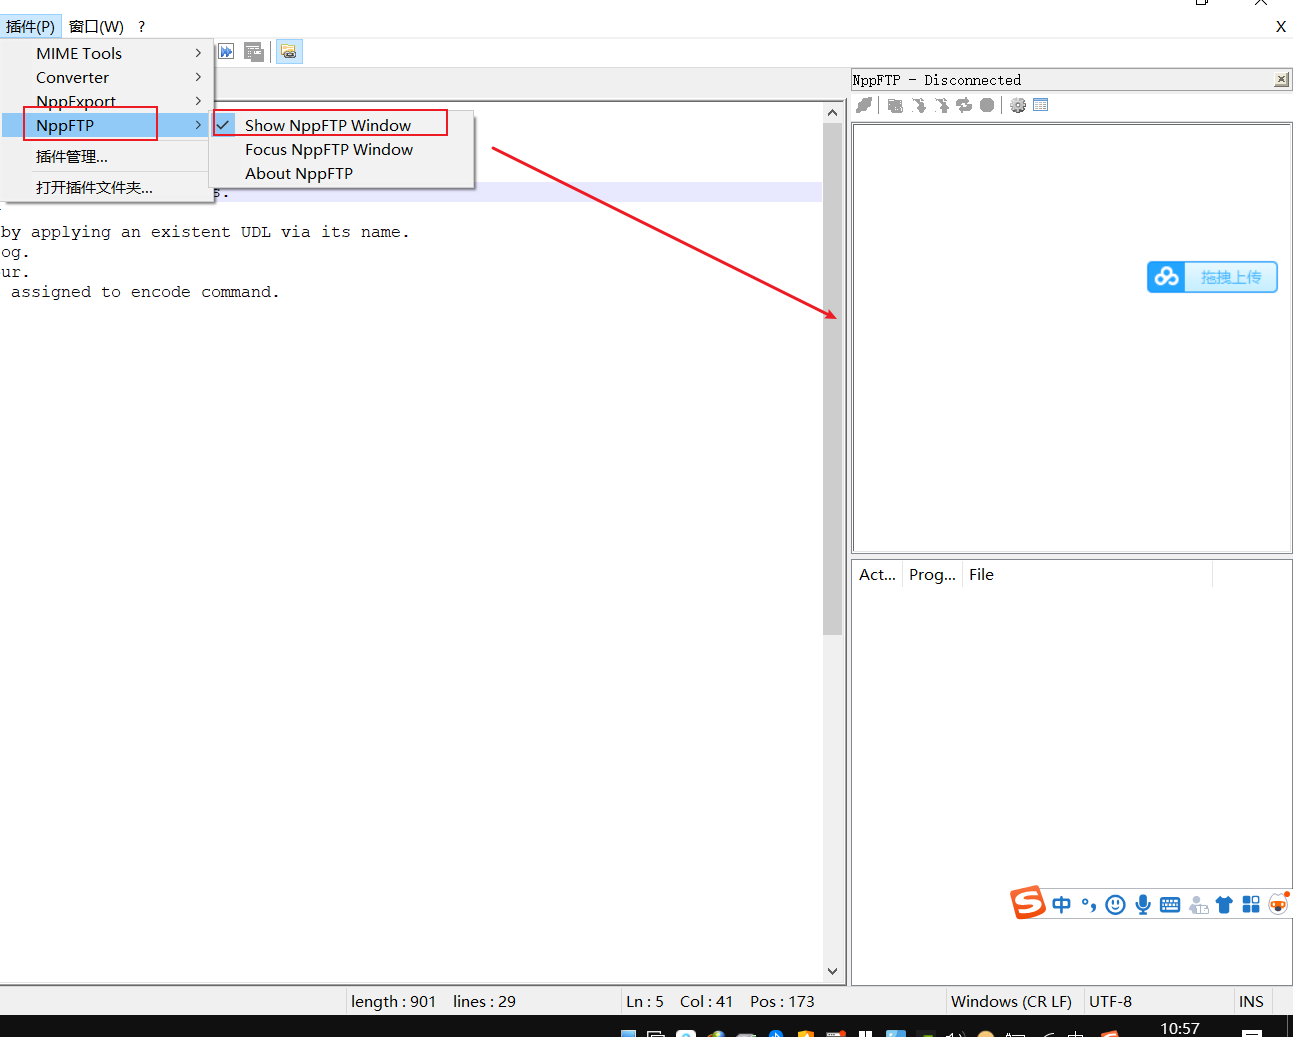 插件(P) 窗口(W) ? X
MIME Tools
Converter
NppExport
NppFTP
插件管理...
打开插件文件夹...
Show NppFTP Window
Focus NppFTP Window
About NppFTP
s.
by applying an existent UDL via its name.
og.
ur.
assigned to encode command.
NppFTP - Disconnected
拖拽上传
Act... Prog... File
中
length : 901 lines : 29 Ln : 5 Col : 41 Pos : 173 Windows (CR LF) UTF-8 INS
10:57